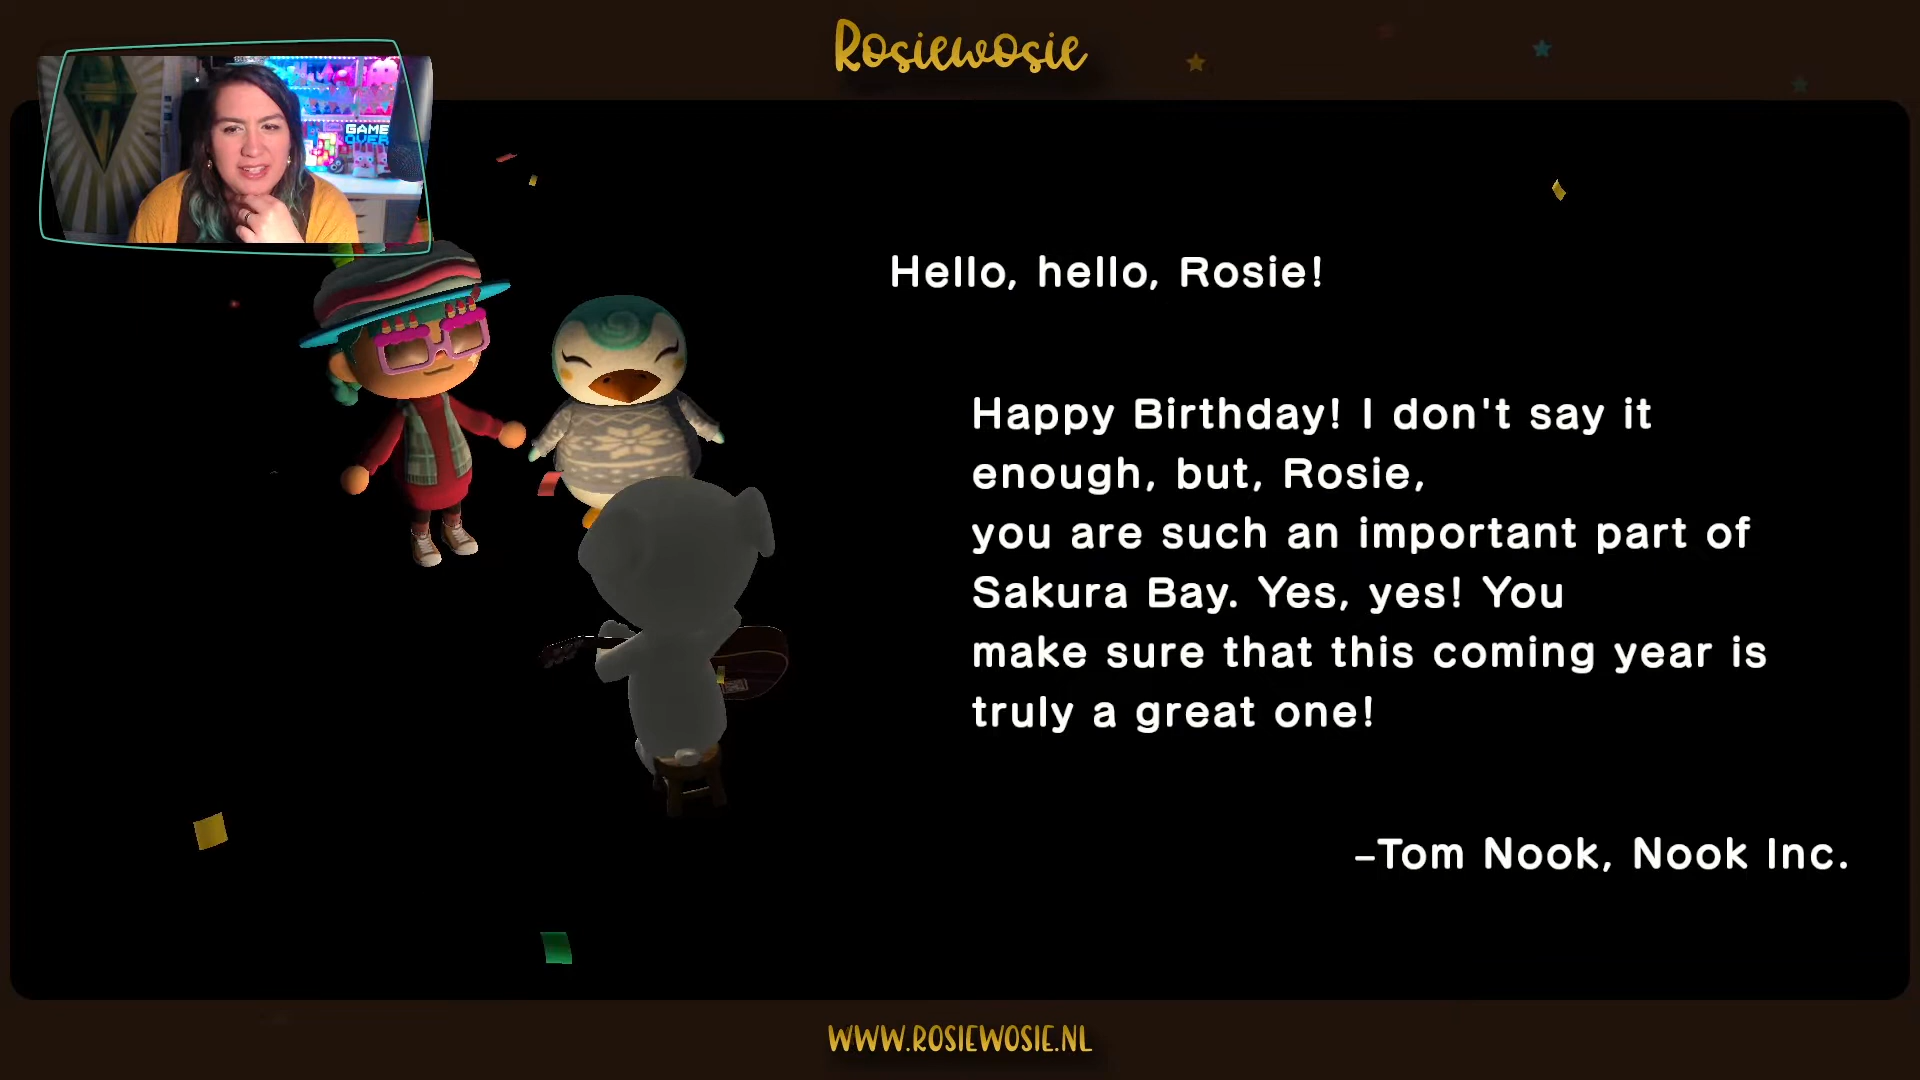 Rosiewosie
GAME
OVER
Hello, hello, Rosie!
Happy Birthday! I don't say it
enough, but, Rosie,
you are such an important part of
Sakura Bay. Yes, yes! You
make sure that this coming year is
truly a great one!
–Tom Nook, Nook Inc.
WWW.ROSIEWOSIE.NL